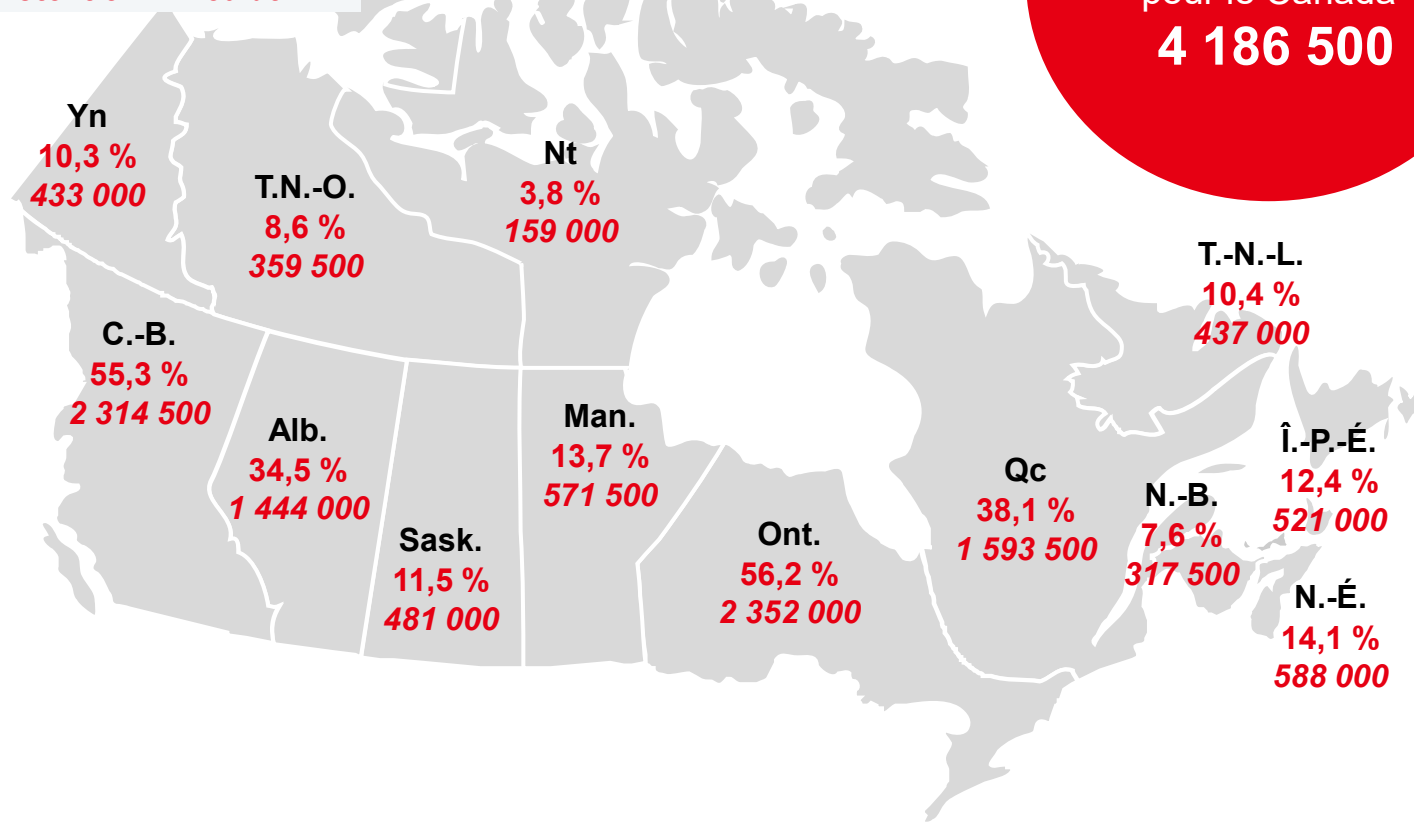 pour le Canada
4 186 500
Yn
10,3 %
433 000
T.N.-O.
8,6 %
359 500
Nt
3,8 %
159 000
T.-N.-L.
10,4 %
437 000
C.-B.
55,3 %
2 314 500
Alb.
34,5 %
1 444 000
Sask.
11,5 %
481 000
Man.
13,7 %
571 500
Ont.
56,2 %
2 352 000
Qc
38,1 %
1 593 500
N.-B.
7,6 %
317 500
Î.-P.-É.
12,4 %
521 000
N.-É.
14,1 %
588 000